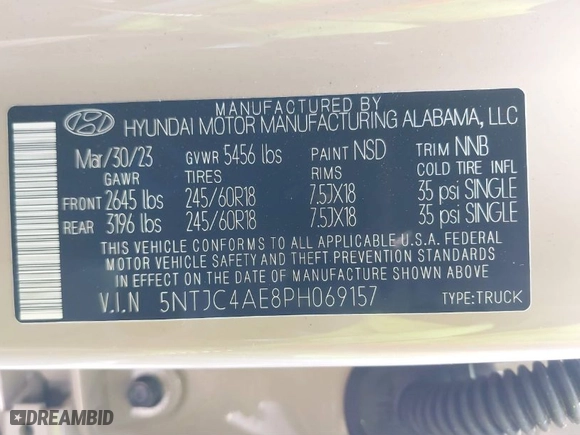 MANUFACTURED BY
HYUNDAI MOTOR MANUFACTURING ALABAMA, LLC
Mar/30/23 GVWR 5456 lbs PAINT NSD TRIM NNB
GAWR TIRES RIMS COLD TIRE INFL
FRONT 2645 lbs 245/60R18 7.5JX18 35 psi SINGLE
REAR 3196 lbs 245/60R18 7.5JX18 35 psi SINGLE
THIS VEHICLE CONFORMS TO ALL APPLICABLE U.S.A. FEDERAL
MOTOR VEHICLE SAFETY AND THEFT PREVENTION STANDARDS
IN EFFECT ON THE DATE OF MANUFACTURE SHOWN ABOVE.
V.I.N 5NTJC4AE8PH069157 TYPE:TRUCK
DREAMBID